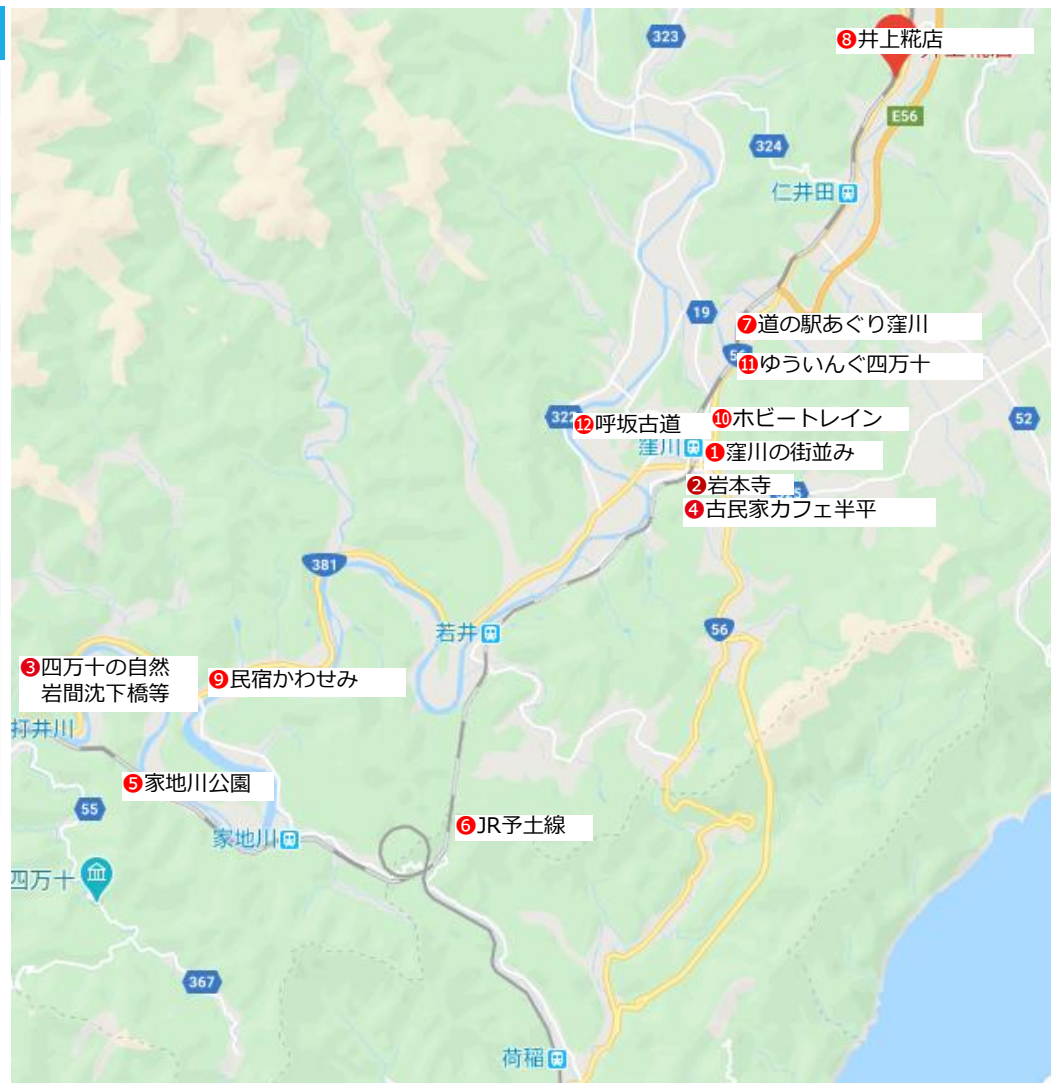 323
❽井上糀店
E56
324
仁井田
19
❼道の駅あぐり窪川
56
⓫ゆういんぐ四万十
322
⓬呼坂古道
❿ホビートレイン
52
窪川
❶窪川の街並み
❷岩本寺
❹古民家カフェ半平
381
若井
56
❸四万十の自然
岩間沈下橋等
❾民宿かわせみ
打井川
❺家地川公園
55
❻JR予土線
家地川
四万十
367
荷稲